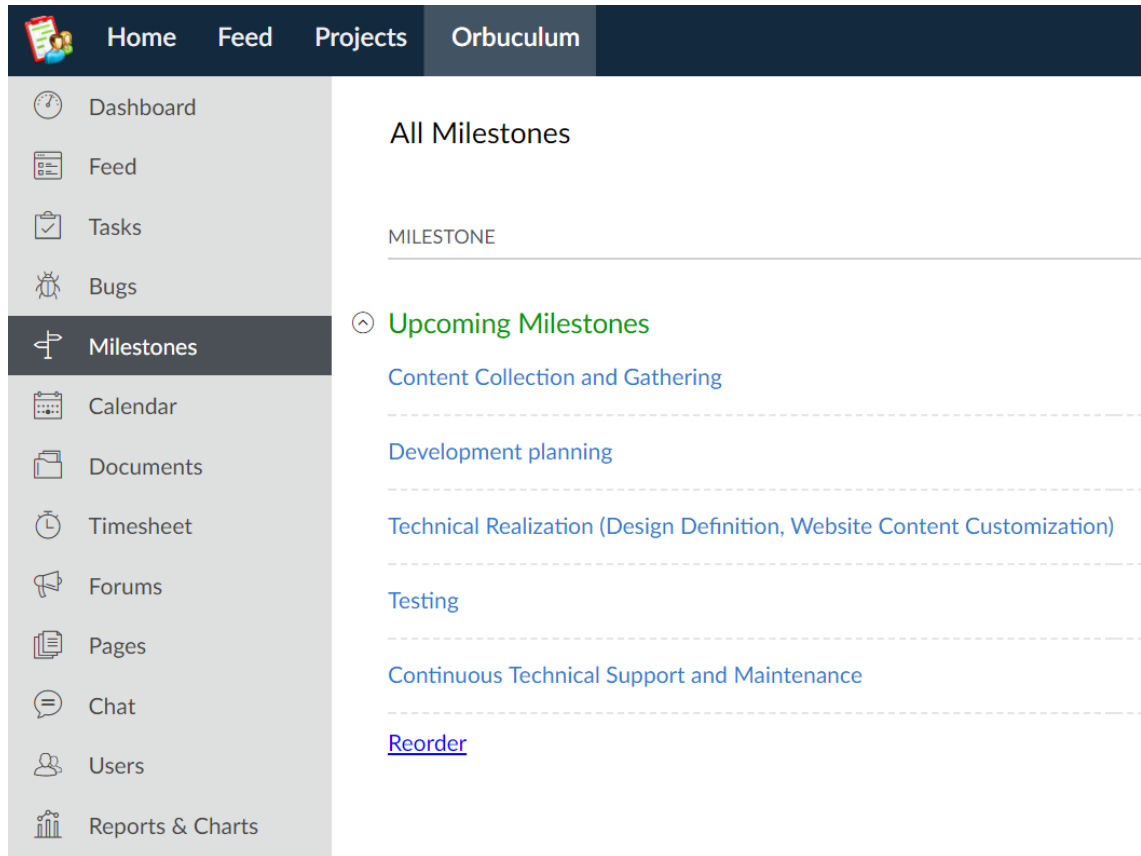 Home Feed Projects Orbuculum
Dashboard
Feed
Tasks
Bugs
Milestones
Calendar
Documents
Timesheet
Forums
Pages
Chat
Users
Reports & Charts
All Milestones
MILESTONE
Upcoming Milestones
Content Collection and Gathering
Development planning
Technical Realization (Design Definition, Website Content Customization)
Testing
Continuous Technical Support and Maintenance
Reorder